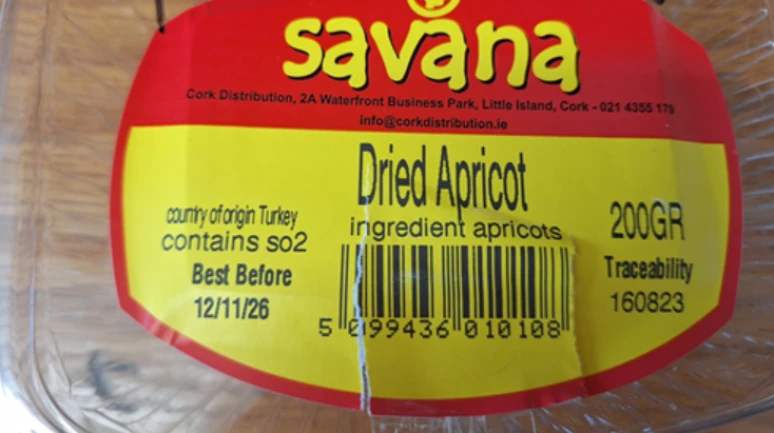 savana
Cork Distribution, 2A Waterfront Business Park, Little Island, Cork - 021 4355 179
info@corkdistribution.ie
Dried Apricot
ingredient apricots
country of origin Turkey
contains so2
Best Before
12/11/26
200GR
Traceability
160823
5 099436 010108